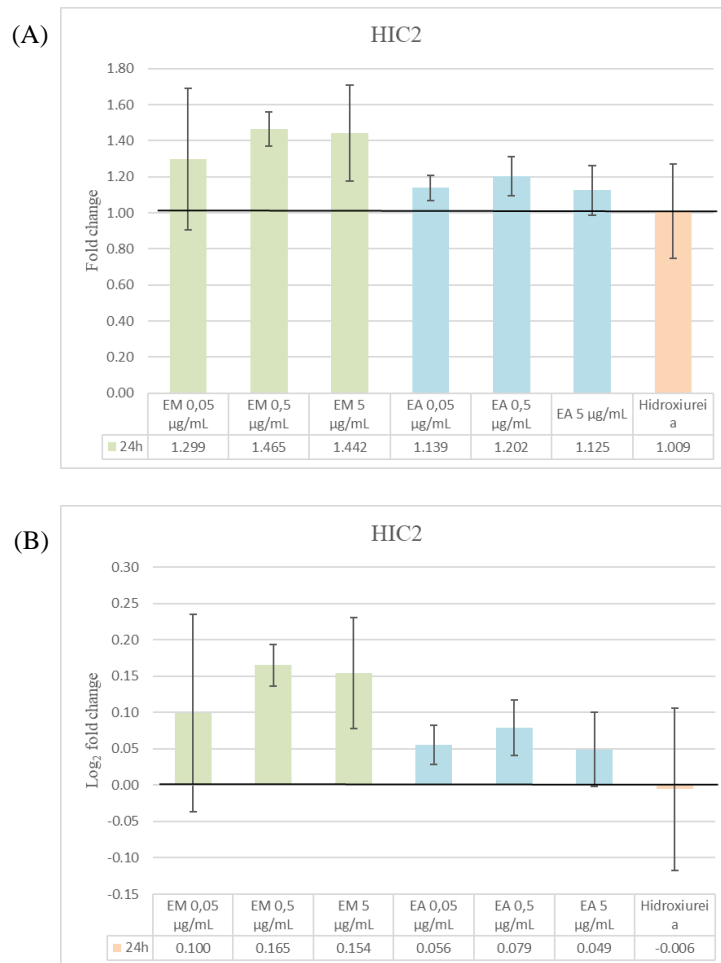 (A)
HIC2
Fold change
1.80
1.60
1.40
1.20
1.00
0.80
0.60
0.40
0.20
0.00
EM 0,05 EM 0,5 EM 5 EA 0,05 EA 0,5 EA 5 µg/mL Hidroxiurei
µg/mL µg/mL µg/mL µg/mL µg/mL a
24h 1.299 1.465 1.442 1.139 1.202 1.125 1.009
(B)
HIC2
Log2 fold change
0.30
0.25
0.20
0.15
0.10
0.05
0.00
-0.05
-0.10
-0.15
EM 0,05 EM 0,5 EM 5 EA 0,05 EA 0,5 EA 5 Hidroxiurei
µg/mL µg/mL µg/mL µg/mL µg/mL µg/mL a
24h 0.100 0.165 0.154 0.056 0.079 0.049 -0.006